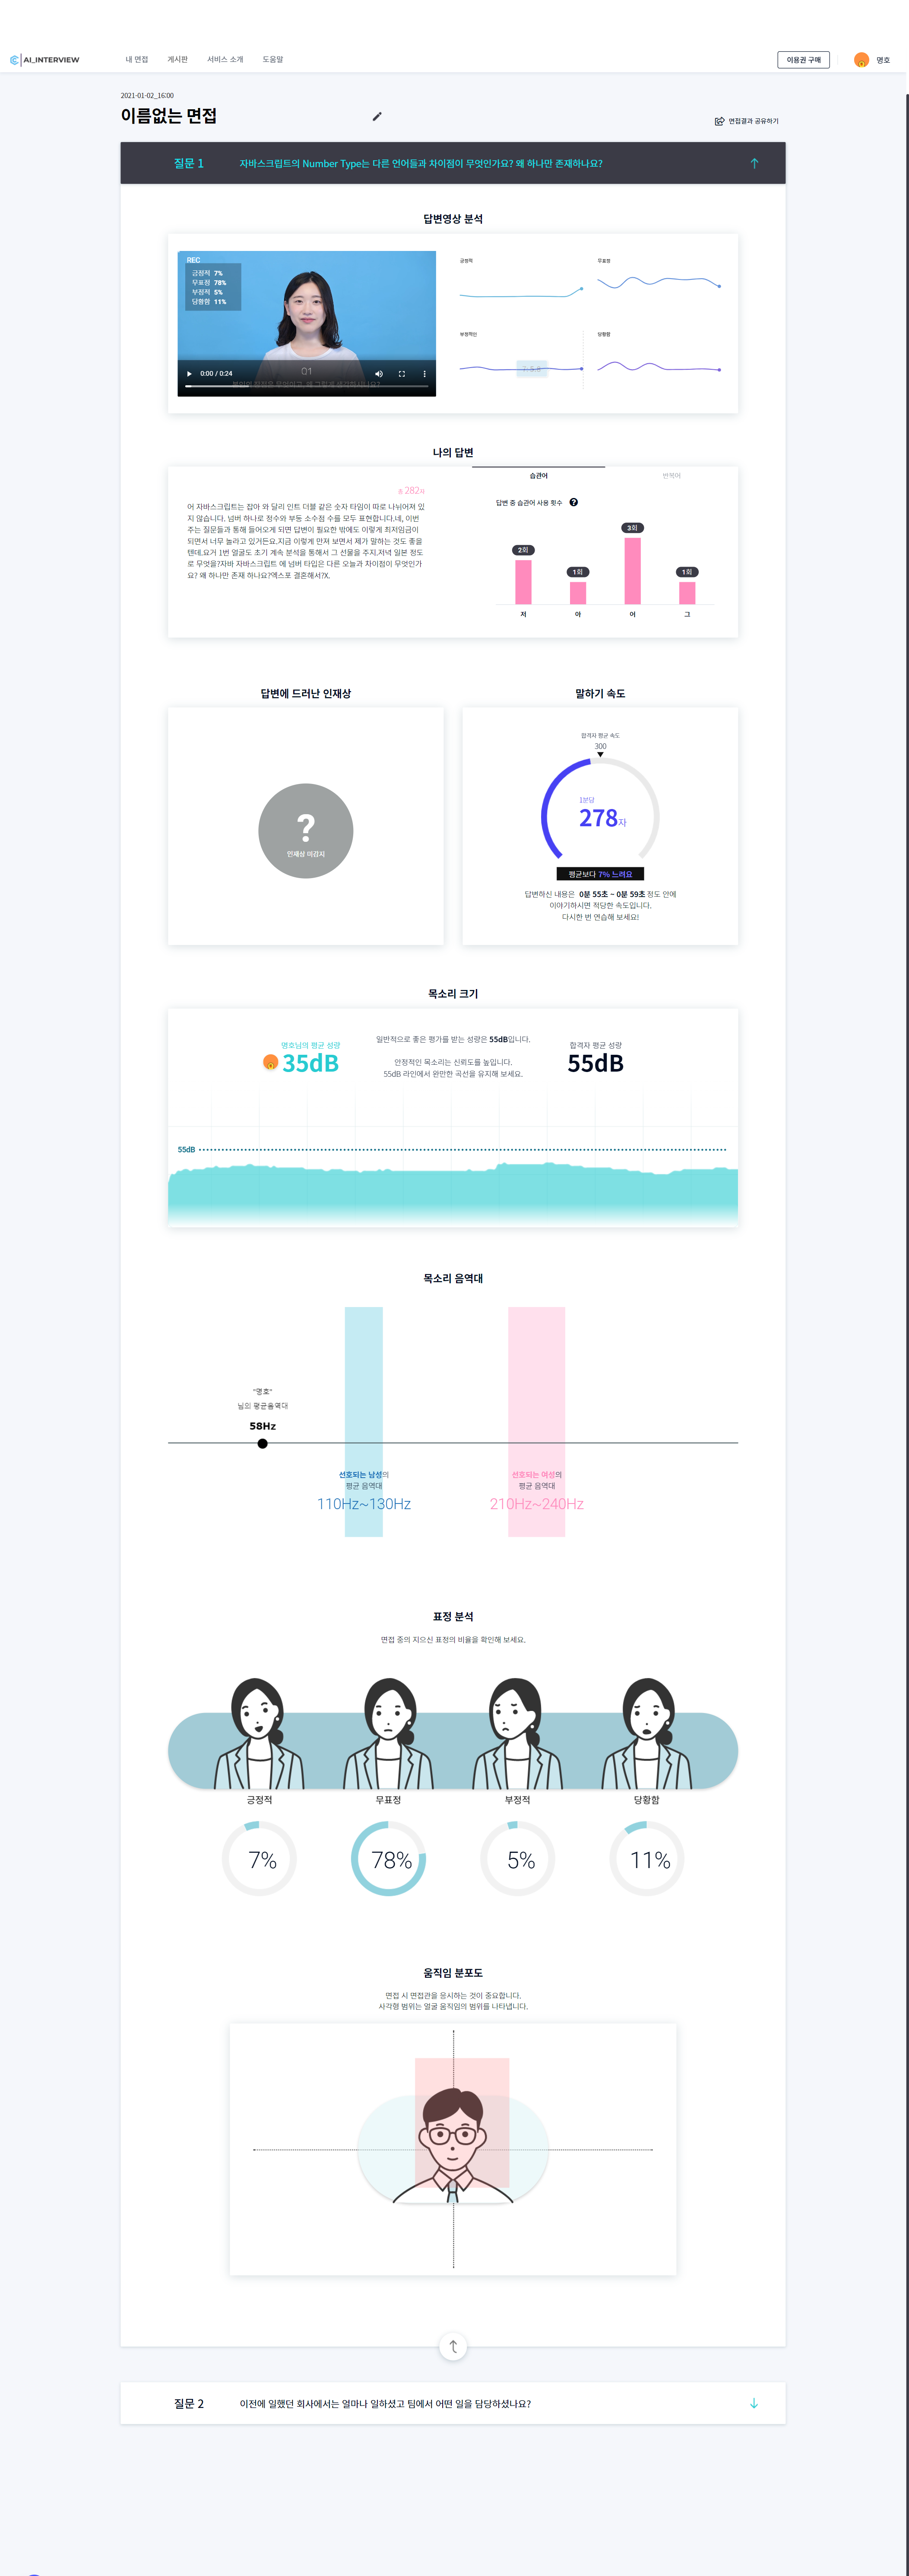 AI_INTERVIEW
내 면접
게시판
서비스 소개
도움말
이용권 구매
명호
2021-01-02_16:00
이름없는 면접
면접결과 공유하기
질문 1
자바스크립트의 Number Type는 다른 언어들과 차이점이 무엇인가요? 왜 하나만 존재하나요?
답변영상 분석
REC
긍정적 7%
무표정 78%
부정적 5%
당황함 11%
01
0:00 / 0:24
긍정적
무표정
부정적인
당황함
나의 답변
총 282자
어 자바스크립트는 잡아 와 달리 인트 더블 같은 숫자 타임이 따로 나뉘어져 있
지 않습니다. 넘버 하나로 정수와 부동 소수점 수를 모두 표현합니다.네, 이번
주는 질문들과 통해 들어오게 되면 답변이 필요한 밖에도 이렇게 최저임금이
되면서 너무 놀라고 있거든요.지금 이렇게 만져 보면서 제가 말하는 것도 좋을
텐데.요거 1번 얼굴도 초기 계속 분석을 통해서 그 선물을 주지.저녁 일본 정도
로 무엇을?자바 자바스크립트 에 넘버 타입은 다른 오늘과 차이점이 무엇인가
요? 왜 하나만 존재 하나요?엑스포 결혼해서?X.
습관어
반복어
답변 중 습관어 사용 횟수
2회
1회
3회
1회
저
아
어
그
답변에 드러난 인재상
?
인재상 미감지
말하기 속도
합격자 평균 속도
300
1분당
278자
평균보다 7% 느려요
답변하신 내용은 0분 55초 ~ 0분 59초 정도 안에
이야기하시면 적당한 속도입니다.
다시한 번 연습해 보세요!
목소리 크기
명호님의 평균 성량
35dB
일반적으로 좋은 평가를 받는 성량은 55dB입니다.
안정적인 목소리는 신뢰도를 높입니다.
55dB 라인에서 완만한 곡선을 유지해 보세요.
합격자 평균 성량
55dB
55dB
목소리 음역대
"명호"
님의 평균음역대
58Hz
선호되는 남성의
평균 음역대
110Hz~130Hz
선호되는 여성의
평균 음역대
210Hz~240Hz
표정 분석
면접 중의 지으신 표정의 비율을 확인해 보세요.
긍정적
무표정
부정적
당황함
7%
78%
5%
11%
움직임 분포도
면접 시 면접관을 응시하는 것이 중요합니다.
사각형 범위는 얼굴 움직임의 범위를 나타냅니다.
질문 2
이전에 일했던 회사에서는 얼마나 일하셨고 팀에서 어떤 일을 담당하셨나요?